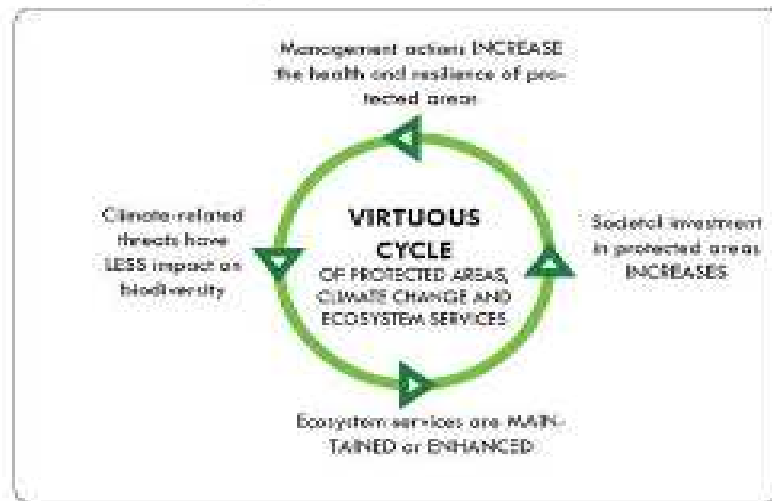 Management actions INCREASE
the health and resilience of pro-
tected areas
Climate-related
threats have
LESS impact on
biodiversity
VIRTUOUS
CYCLE
OF PROTECTED AREAS,
CLIMATE CHANGE AND
ECOSYSTEM SERVICES
Societal investment
in protected areas
INCREASES
Ecosystem services are MAIN-
TAINED or ENHANCED